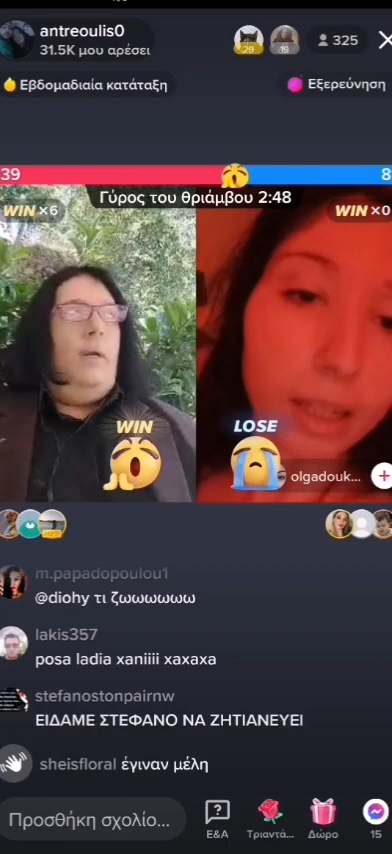 antreoulis0
31.5K μου αρέσει
29
19
325
Εβδομαδιαία κατάταξη
Εξερεύνηση
39
8
WIN ×6
Γύρος του θριάμβου 2:48
WIN ×0
WIN
LOSE
olgadouk...
m.papadopoulou1
@diohy τι ζωωωωωω
lakis357
posa ladia xaniiii xaxaxa
stefanostonpairnw
ΕΙΔΑΜΕ ΣΤΕΦΑΝΟ ΝΑ ΖΗΤΙΑΝΕΥΕΙ
sheisfloral έγιναν μέλη
Προσθήκη σχολίο...
Ε&Α
Τριαντά...
Δώρο
15